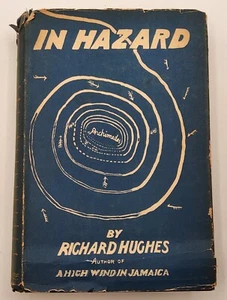 IN HAZARD
Archimedes
BY
RICHARD HUGHES
AUTHOR OF
A HIGH WIND IN JAMAICA